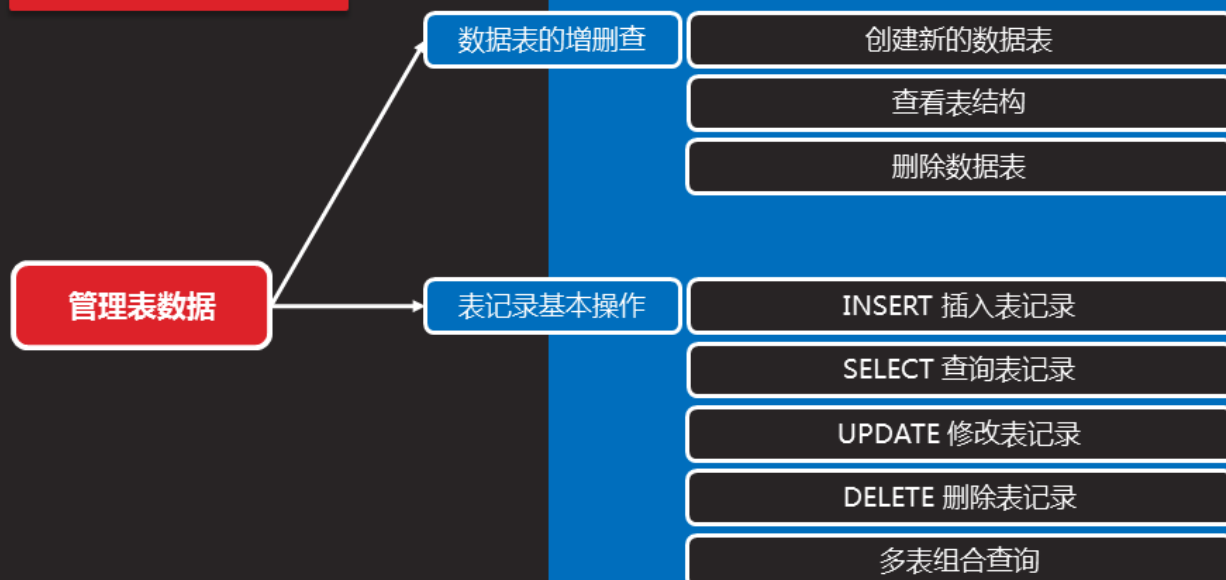 数据表的增删查
创建新的数据表
查看表结构
删除数据表
管理表数据
表记录基本操作
INSERT 插入表记录
SELECT 查询表记录
UPDATE 修改表记录
DELETE 删除表记录
多表组合查询